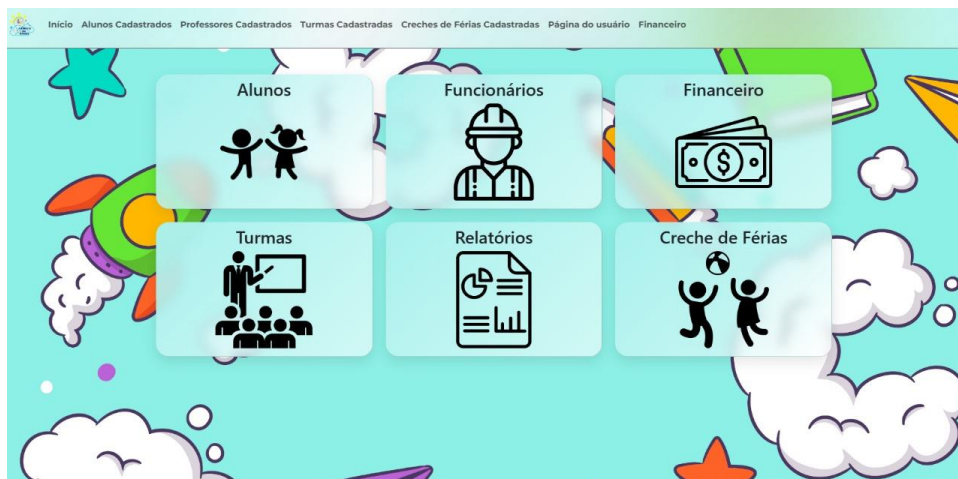 Início Alunos Cadastrados Professores Cadastrados Turmas Cadastradas Creches de Férias Cadastradas Página do usuário Financeiro
Alunos Funcionários Financeiro
Turmas Relatórios Creche de Férias